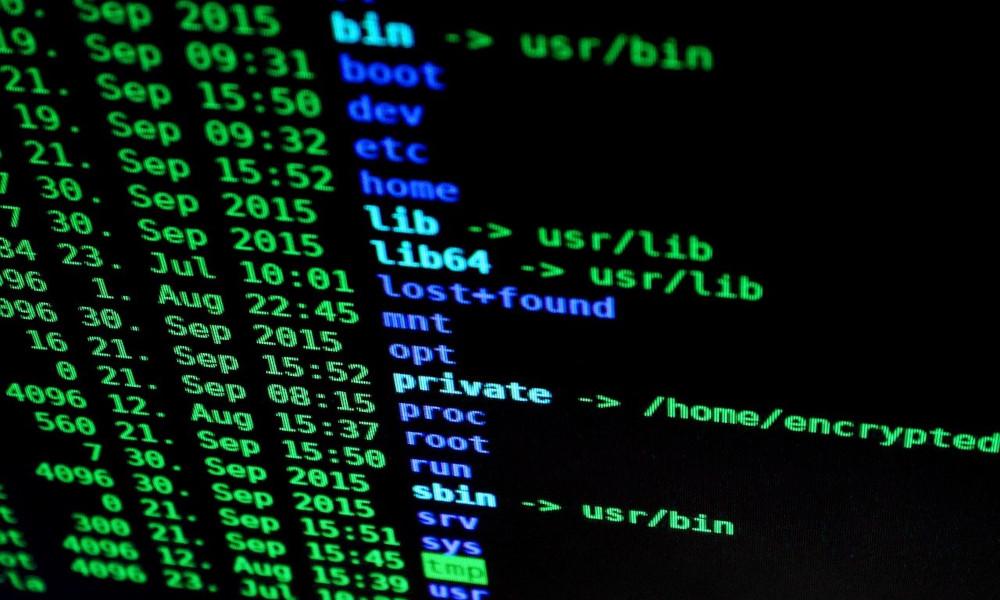 0. Sep 2015 bin -> usr/bin
19. Sep 09:31 boot
21. Sep 15:50 dev
19. Sep 09:32 etc
21. Sep 15:52 home
7 30. Sep 2015 lib -> usr/lib
7 30. Sep 2015 lib64 -> usr/lib
84 23. Jul 10:01 lost+found
096 1. Aug 22:45 mnt
096 30. Sep 2015 opt
16 21. Sep 15:52 private -> /home/encrypted
0 21. Sep 08:15 proc
4096 12. Aug 15:37 root
560 21. Sep 15:50 run
7 30. Sep 2015 sbin -> usr/bin
4096 30. Sep 2015 srv
0 21. Sep 15:51 sys
300 21. Sep 15:45 tmp
4096 12. Aug 15:39 usr
4096 23. Jul